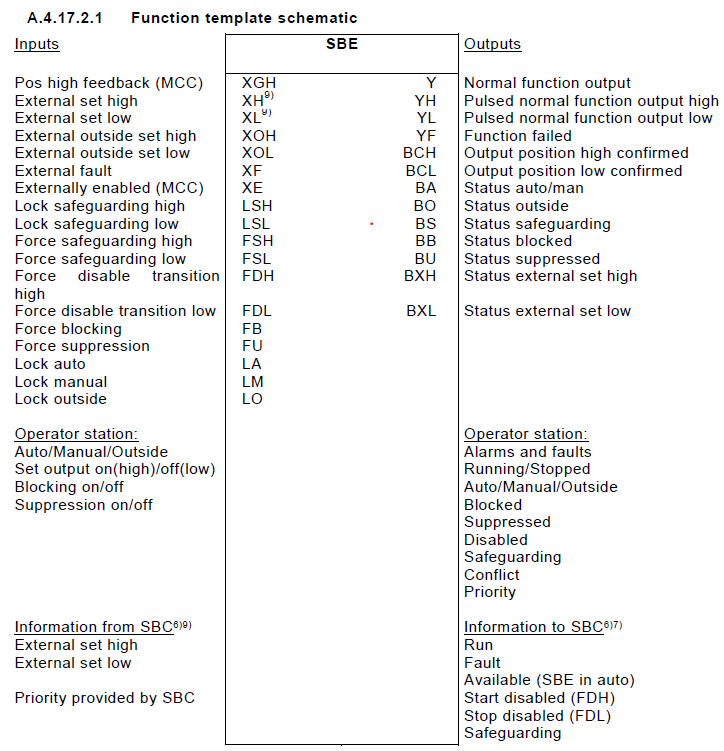 A.4.17.2.1 Function template schematic
Inputs SBE Outputs
Pos high feedback (MCC) XGH Y Normal function output
External set high XH9) YH Pulsed normal function output high
External set low XL9) YL Pulsed normal function output low
External outside set high XOH YF Function failed
External outside set low XOL BCH Output position high confirmed
External fault XF BCL Output position low confirmed
Externally enabled (MCC) XE BA Status auto/man
Lock safeguarding high LSH BO Status outside
Lock safeguarding low LSL BS Status safeguarding
Force safeguarding high FSH BB Status blocked
Force safeguarding low FSL BU Status suppressed
Force disable transition FDH BXH Status external set high
high
Force disable transition low FDL BXL Status external set low
Force blocking FB
Force suppression FU
Lock auto LA
Lock manual LM
Lock outside LO
Operator station: Operator station:
Auto/Manual/Outside Alarms and faults
Set output on(high)/off(low) Running/Stopped
Blocking on/off Auto/Manual/Outside
Suppression on/off Blocked
Suppressed
Disabled
Safeguarding
Conflict
Priority
Information from SBC6)9) Information to SBC6)7)
External set high Run
External set low Fault
Available (SBE in auto)
Priority provided by SBC Start disabled (FDH)
Stop disabled (FDL)
Safeguarding